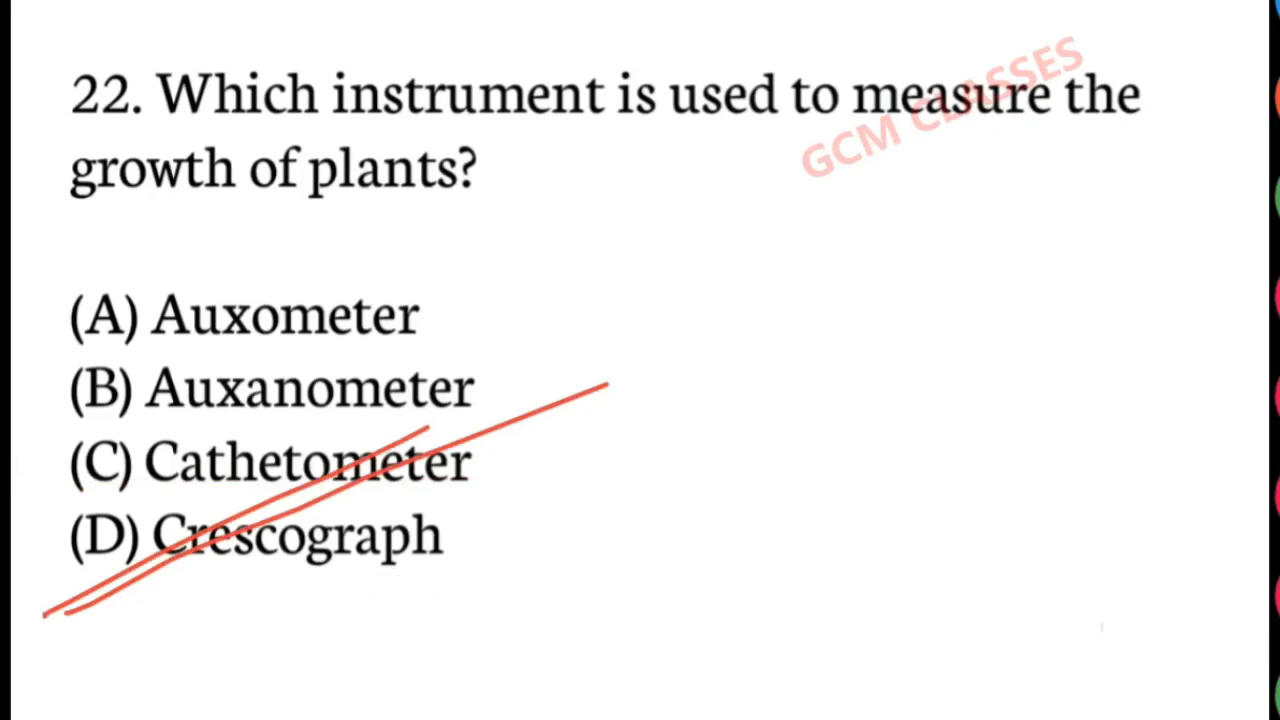 GCM CLASSES
22. Which instrument is used to measure the
growth of plants?
(A) Auxometer
(B) Auxanometer
(C) Cathetometer
(D) Crescograph